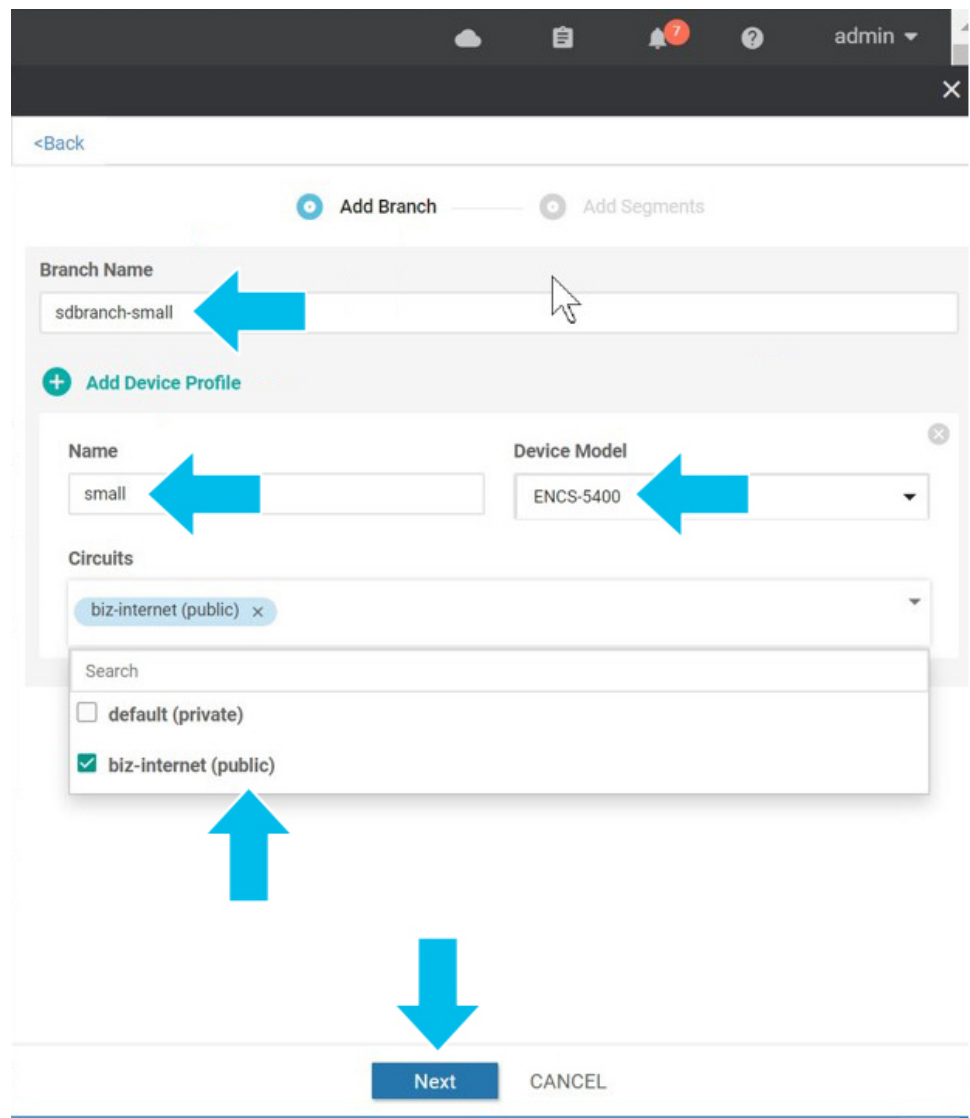 7
admin
<Back
Add Branch
Add Segments
Branch Name
sdbranch-small
Add Device Profile
Name
Device Model
small
ENCS-5400
Circuits
biz-internet (public) ×
Search
default (private)
biz-internet (public)
Next
CANCEL